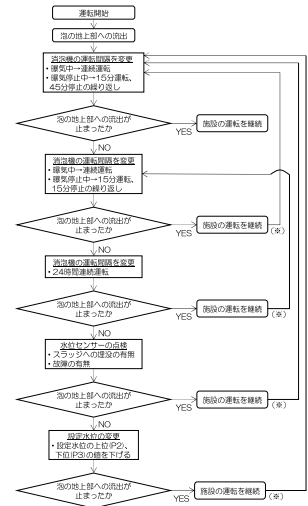 運転開始
泡の地上部への流出
消泡機の運転間隔を変更
・曝気中→連続運転
・曝気停止中→15分運転、
45分停止の繰り返し
泡の地上部への流出が
止まったか
YES
施設の運転を継続
NO
消泡機の運転間隔を変更
・曝気中→連続運転
・曝気停止中→15分運転、
15分停止の繰り返し
泡の地上部への流出が
止まったか
YES
施設の運転を継続
(※)
NO
消泡機の運転間隔を変更
・24時間連続運転
泡の地上部への流出が
止まったか
YES
施設の運転を継続
(※)
NO
水位センサーの点検
・スラッジへの埋没の有無
・故障の有無
泡の地上部への流出が
止まったか
YES
施設の運転を継続
(※)
NO
設定水位の変更
・設定水位の上位(P2)、
下位(P3)の値を下げる
泡の地上部への流出が
止まったか
YES
施設の運転を継続
(※)